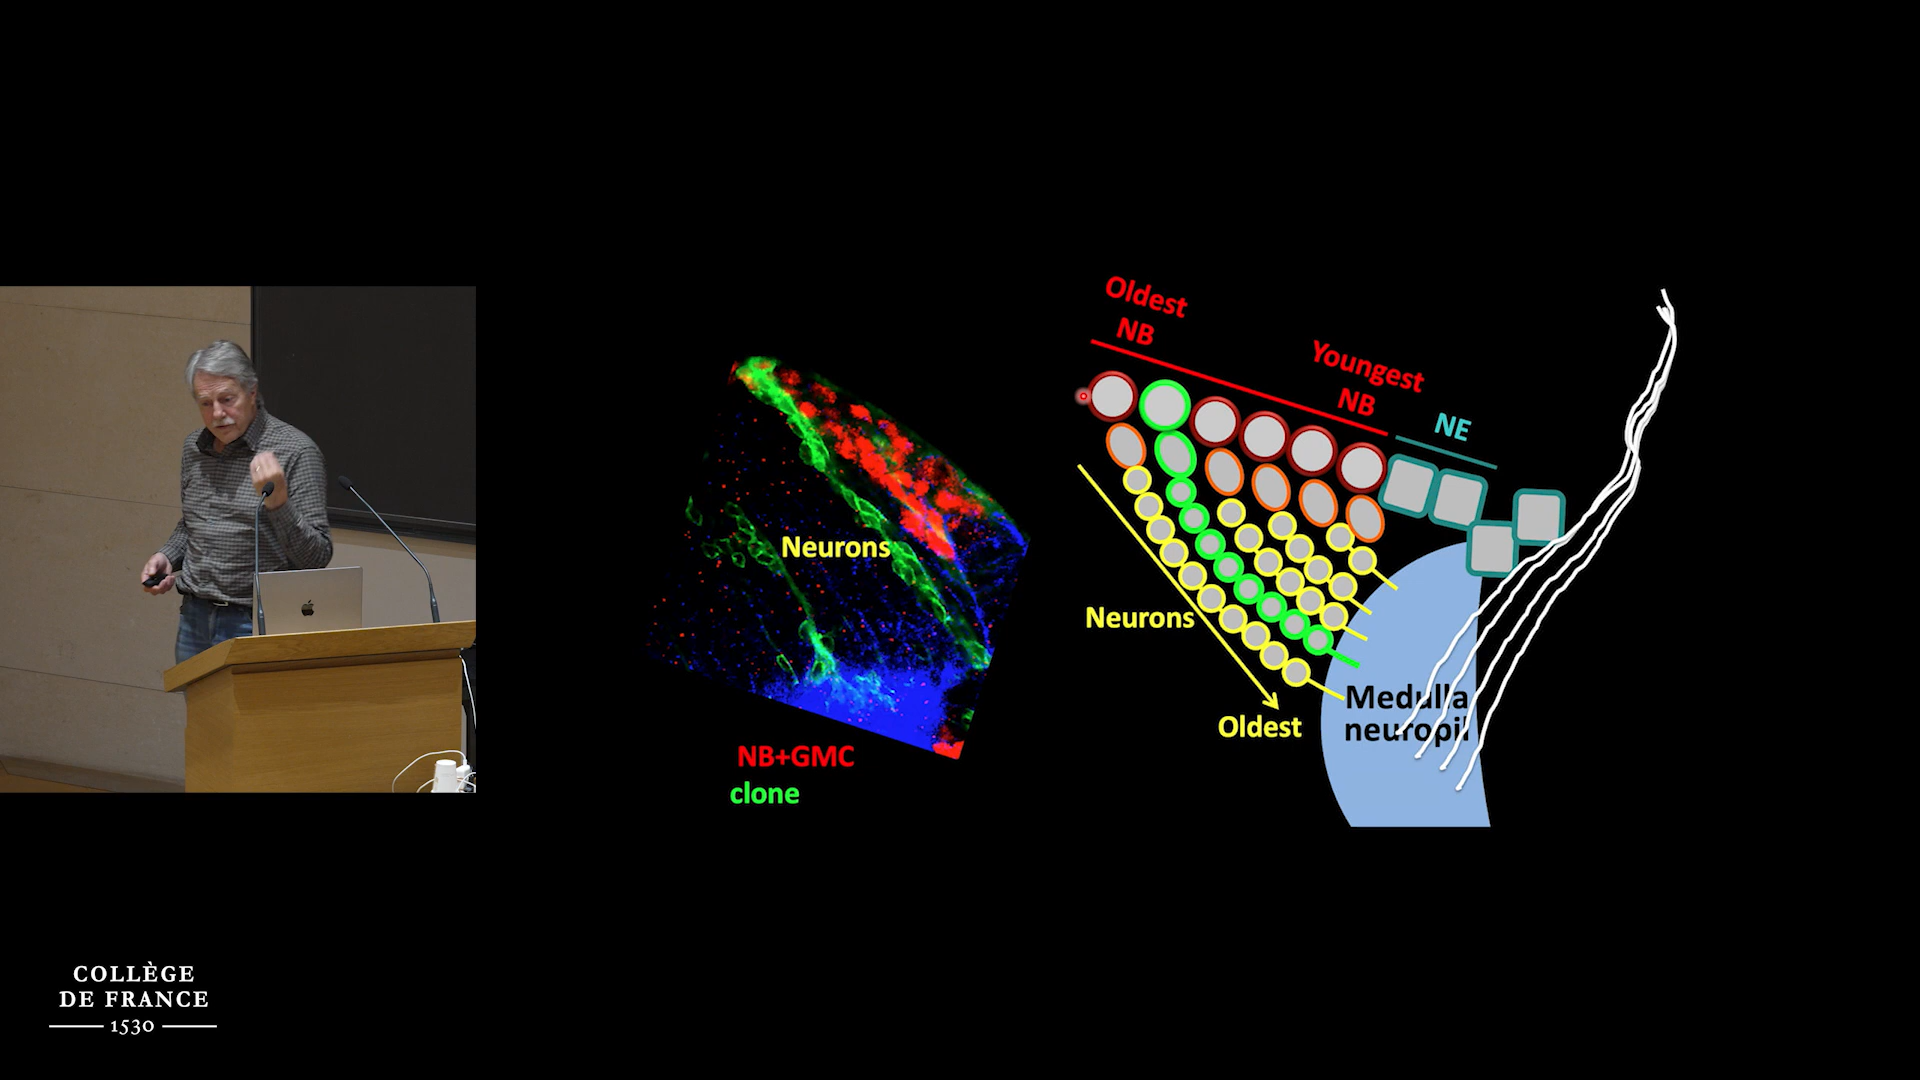 Oldest
NB
Youngest
NB
NE
Neurons
Neurons
Oldest
Medulla
neuropil
NB+GMC
clone
COLLÈGE
DE FRANCE
1530